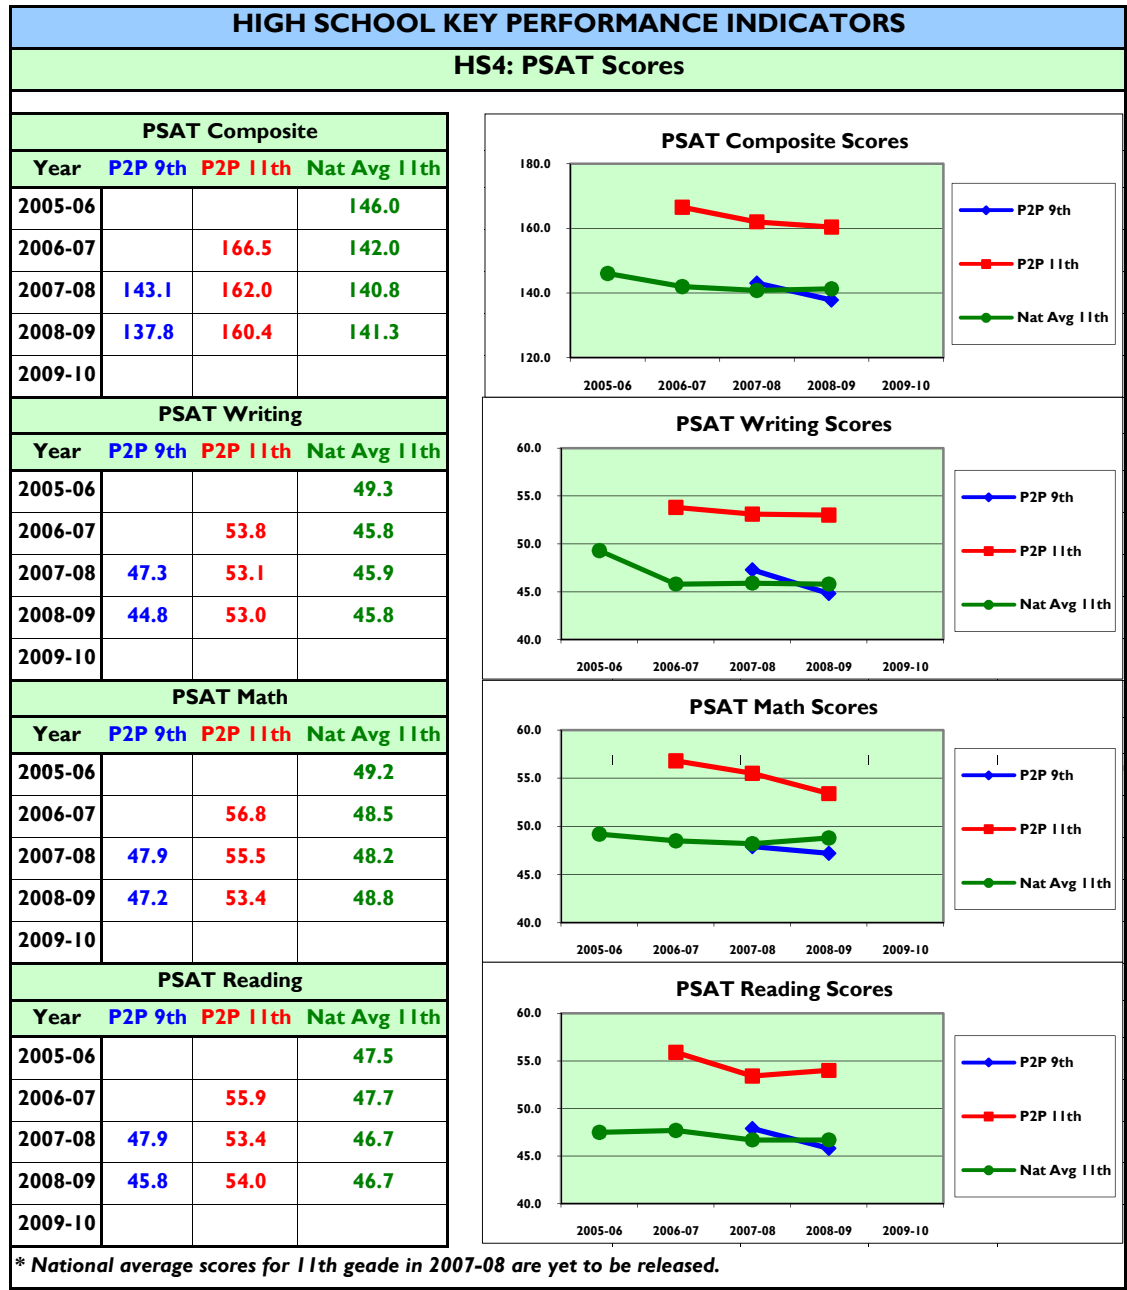 HIGH SCHOOL KEY PERFORMANCE INDICATORS
HS4: PSAT Scores
PSAT Composite
Year P2P 9th P2P 11th Nat Avg 11th
2005-06 146.0
2006-07 166.5 142.0
2007-08 143.1 162.0 140.8
2008-09 137.8 160.4 141.3
2009-10
PSAT Composite Scores
180.0
160.0
140.0
120.0
2005-06 2006-07 2007-08 2008-09 2009-10
P2P 9th
P2P 11th
Nat Avg 11th
PSAT Writing
Year P2P 9th P2P 11th Nat Avg 11th
2005-06 49.3
2006-07 53.8 45.8
2007-08 47.3 53.1 45.9
2008-09 44.8 53.0 45.8
2009-10
PSAT Writing Scores
60.0
55.0
50.0
45.0
40.0
2005-06 2006-07 2007-08 2008-09 2009-10
P2P 9th
P2P 11th
Nat Avg 11th
PSAT Math
Year P2P 9th P2P 11th Nat Avg 11th
2005-06 49.2
2006-07 56.8 48.5
2007-08 47.9 55.5 48.2
2008-09 47.2 53.4 48.8
2009-10
PSAT Math Scores
60.0
55.0
50.0
45.0
40.0
2005-06 2006-07 2007-08 2008-09 2009-10
P2P 9th
P2P 11th
Nat Avg 11th
PSAT Reading
Year P2P 9th P2P 11th Nat Avg 11th
2005-06 47.5
2006-07 55.9 47.7
2007-08 47.9 53.4 46.7
2008-09 45.8 54.0 46.7
2009-10
PSAT Reading Scores
60.0
55.0
50.0
45.0
40.0
2005-06 2006-07 2007-08 2008-09 2009-10
P2P 9th
P2P 11th
Nat Avg 11th
* National average scores for 11th geade in 2007-08 are yet to be released.